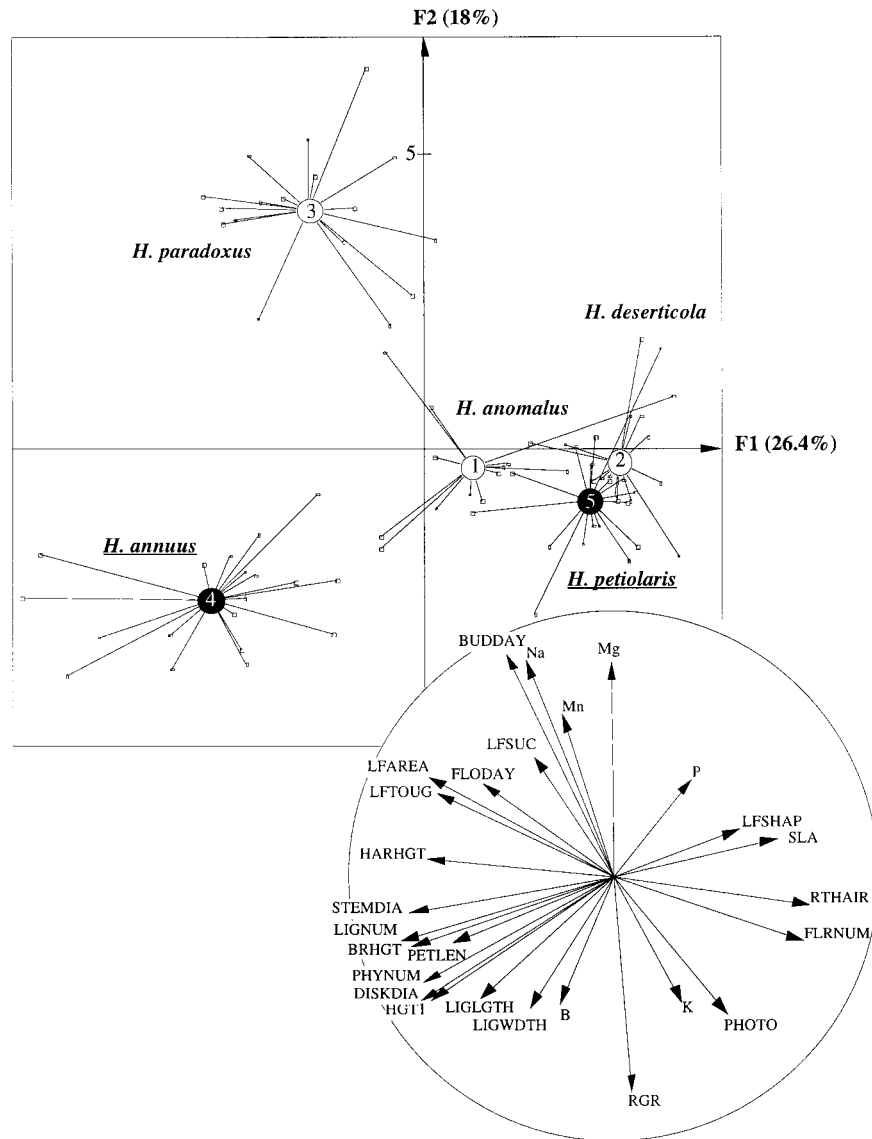 F2 (18%)
5
3
H. paradoxus
H. deserticola
H. anomalus
F1 (26.4%)
1
2
5
H. annuus
H. petiolaris
4
BUDDAY
Na
Mg
Mn
LFSUC
P
LFAREA
FLODAY
LFTOUG
LFSHAP
SLA
HARHGT
RTHAIR
STEMDIA
LIGNUM
FLRNUM
BRHGT
PETLEN
PHYNUM
DISKDIA
HGT1
LIGLGTH
LIGWDTH
B
K
PHOTO
RGR